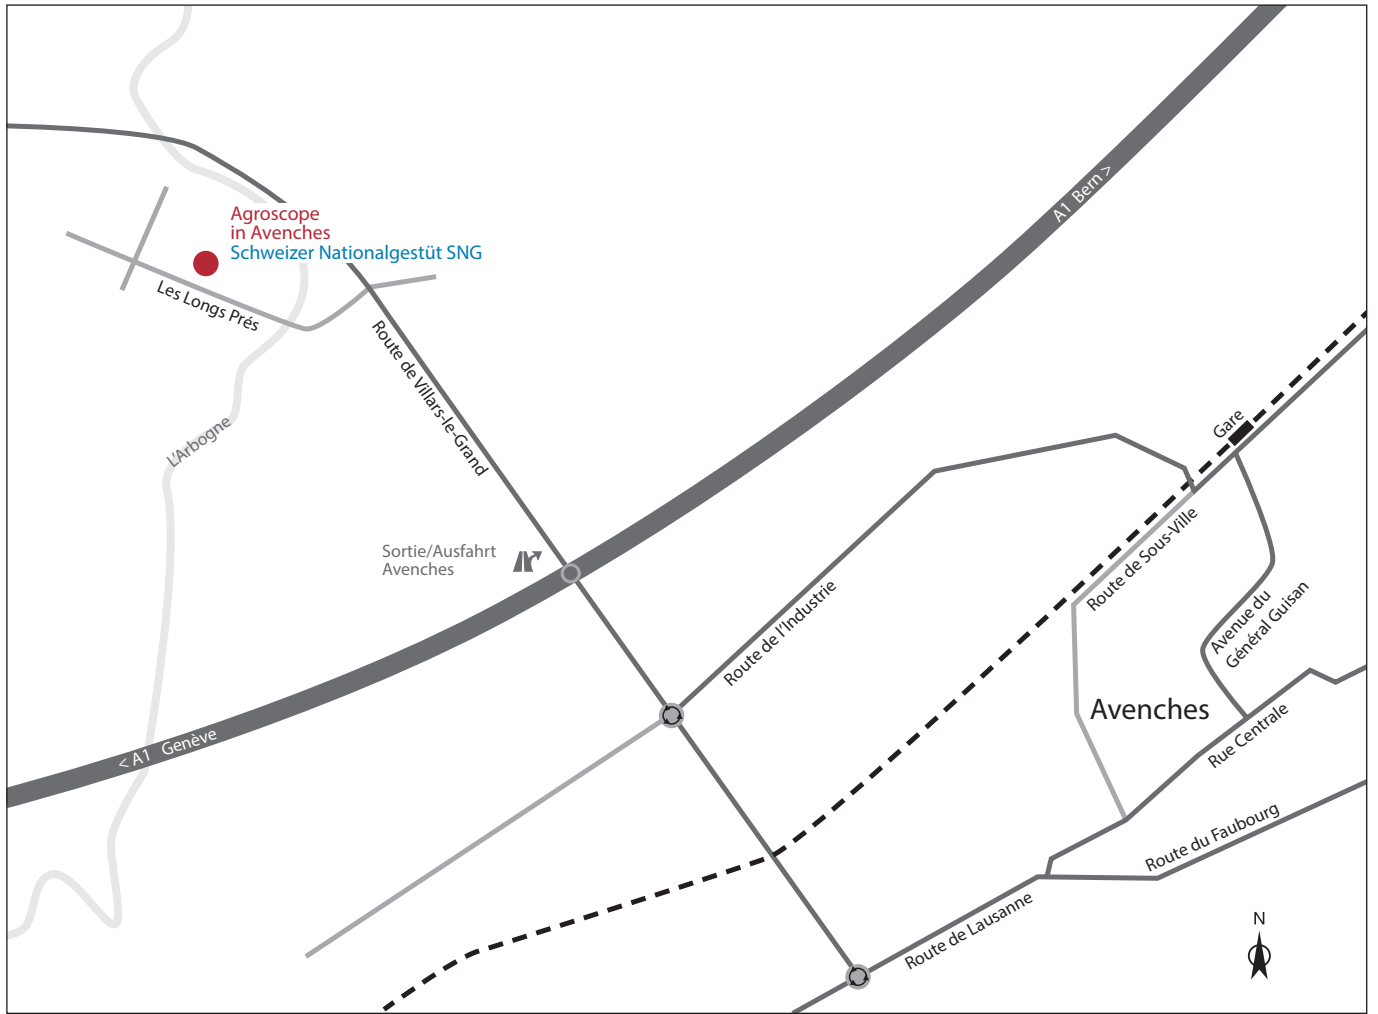 A1 Bern >
Agroscope
in Avenches
Schweizer Nationalgestüt SNG
Les Longs Prés
Route de Villars-le-Grand
L'Arbogne
Gare
Sortie/Ausfahrt
Avenches
Route de Sous-Ville
Route de l'Industrie
Avenue du
Général Guisan
Avenches
Rue Centrale
< A1 Genève
Route du Faubourg
Route de Lausanne
N